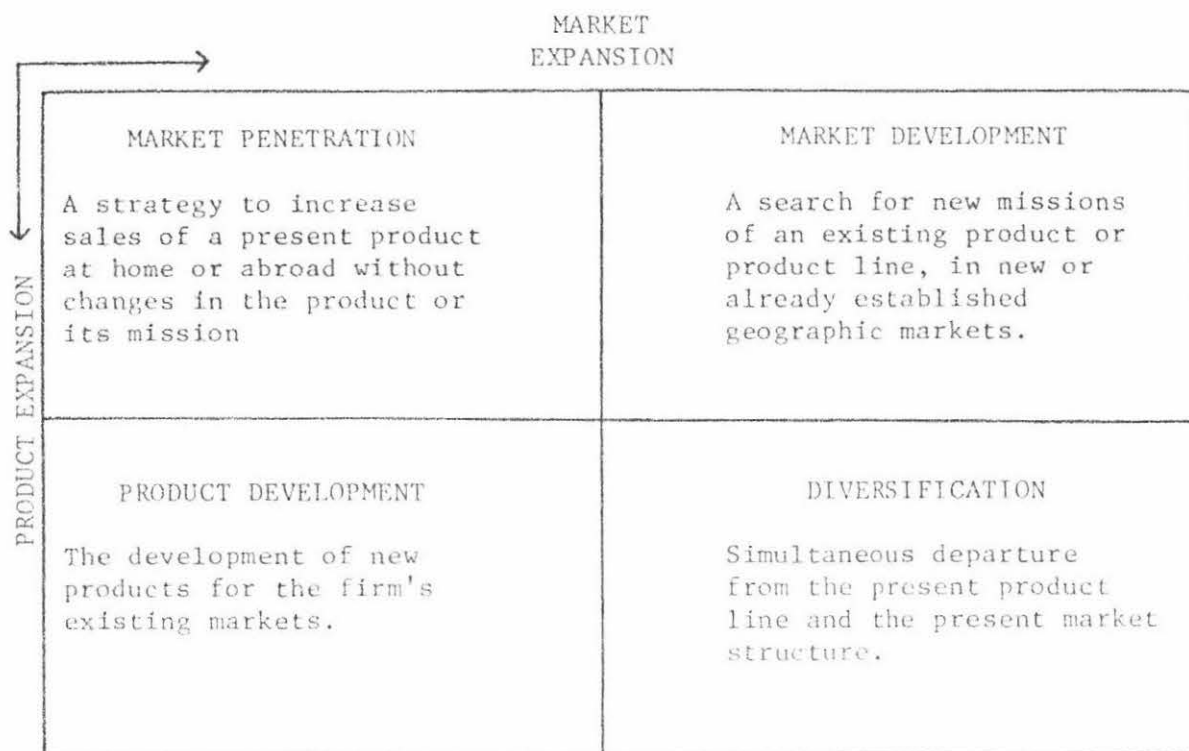 MARKET
EXPANSION
PRODUCT EXPANSION
MARKET PENETRATION
A strategy to increase
sales of a present product
at home or abroad without
changes in the product or
its mission
MARKET DEVELOPMENT
A search for new missions
of an existing product or
product line, in new or
already established
geographic markets.
PRODUCT DEVELOPMENT
The development of new
products for the firm's
existing markets.
DIVERSIFICATION
Simultaneous departure
from the present product
line and the present market
structure.